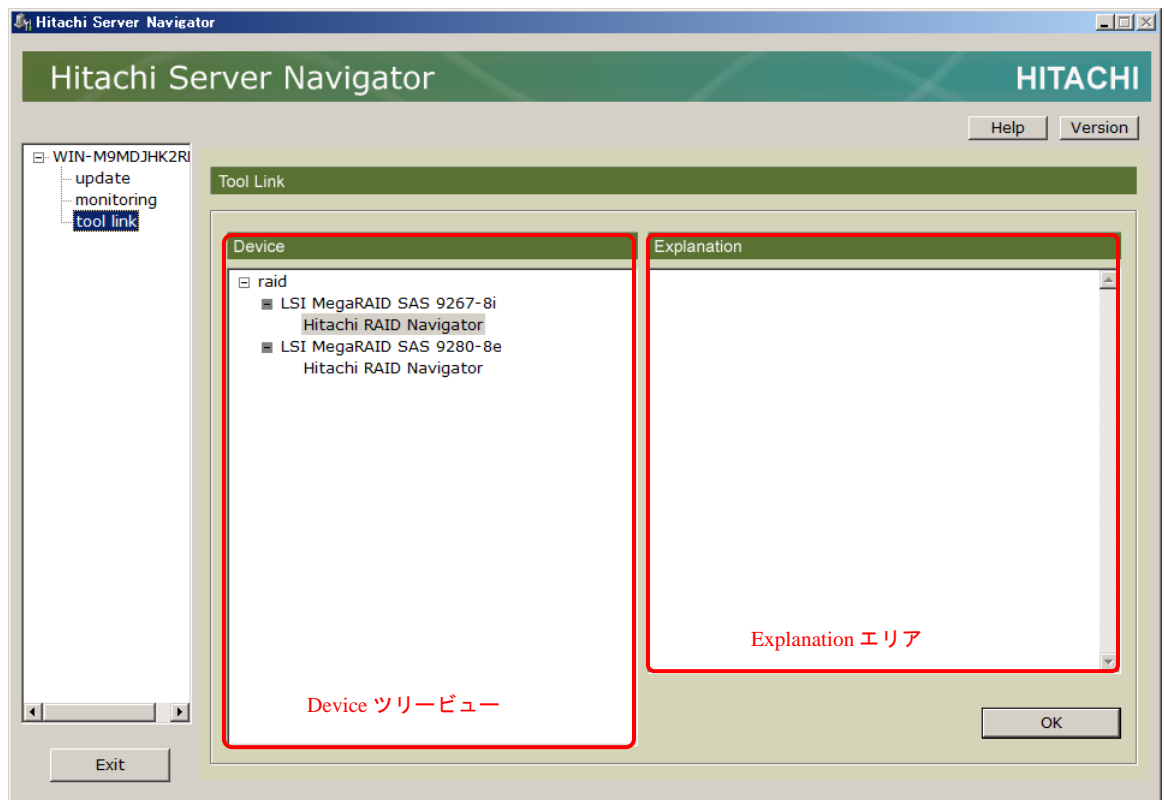 Hitachi Server Navigator
Hitachi Server Navigator
HITACHI
Help
Version
WIN-M9MDJHK2R
update
monitoring
tool link
Tool Link
Device
raid
LSI MegaRAID SAS 9267-8i
Hitachi RAID Navigator
LSI MegaRAID SAS 9280-8e
Hitachi RAID Navigator
Device ツリービュー
Explanation
Explanation エリア
OK
Exit